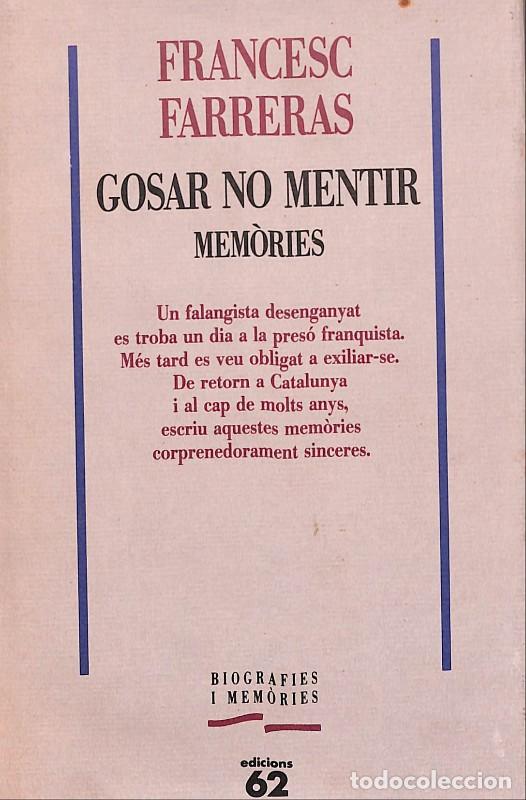 FRANCESC
FARRERAS
GOSAR NO MENTIR
MEMÒRIES
Un falangista desenganyat
es troba un dia a la presó franquista.
Més tard es veu obligat a exiliar-se.
De retorn a Catalunya
i al cap de molts anys,
escriu aquestes memòries
corprenedorament sinceres.
BIOGRAFIES
I MEMÒRIES
edicions
62
todocoleccion